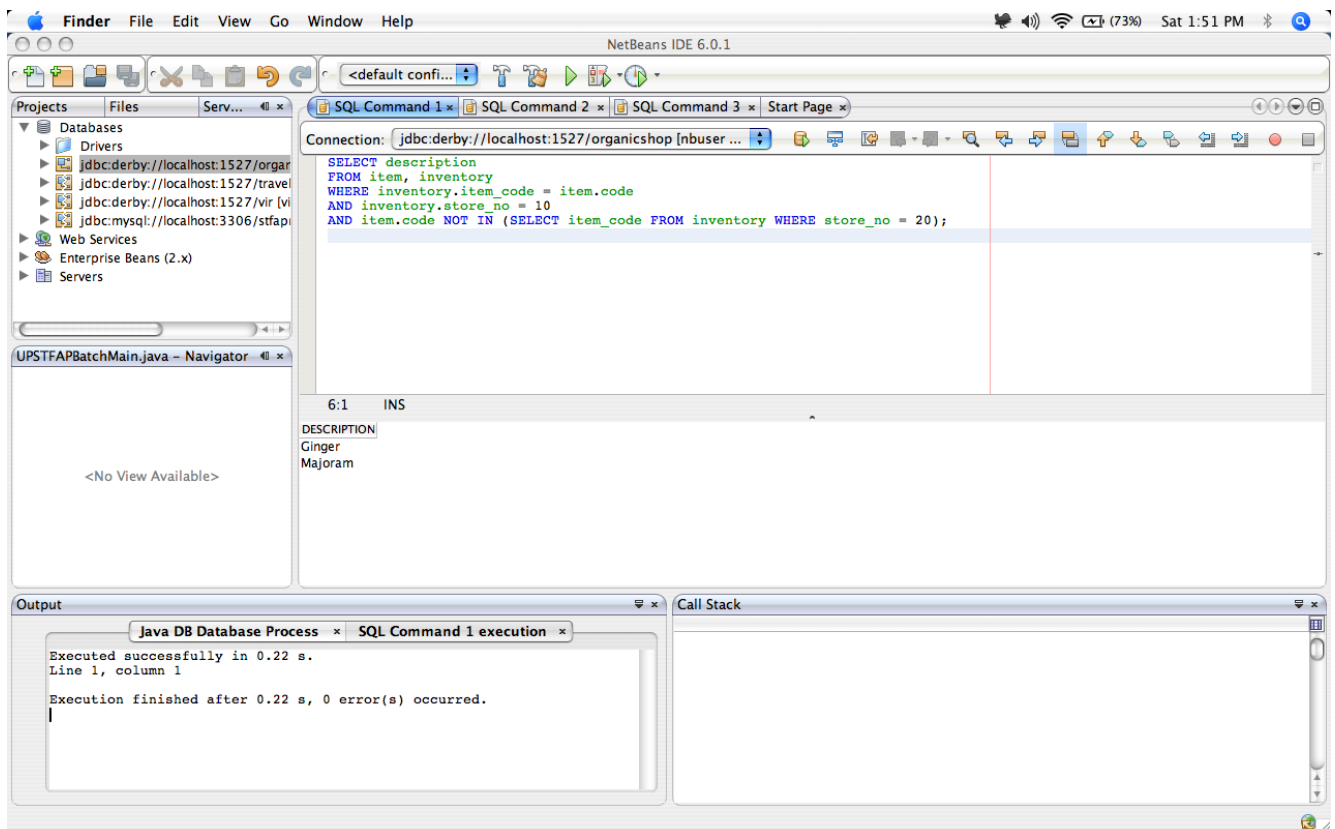 Finder File Edit View Go Window Help (73%) Sat 1:51 PM
NetBeans IDE 6.0.1
<default confi...
Projects Files Serv...
SQL Command 1 SQL Command 2 SQL Command 3 Start Page
Databases
Drivers
jdbc:derby://localhost:1527/organ
jdbc:derby://localhost:1527/travel
jdbc:derby://localhost:1527/vir [vi
jdbc:mysql://localhost:3306/stfap
Web Services
Enterprise Beans (2.x)
Servers
Connection: jdbc:derby://localhost:1527/organicshop [nbuser ...
SELECT description
FROM item, inventory
WHERE inventory.item_code = item.code
AND inventory.store_no = 10
AND item.code NOT IN (SELECT item_code FROM inventory WHERE store_no = 20);
6:1 INS
UPSTFAPBatchMain.java – Navigator
<No View Available>
DESCRIPTION
Ginger
Majoram
Output
Java DB Database Process SQL Command 1 execution
Executed successfully in 0.22 s.
Line 1, column 1
Execution finished after 0.22 s, 0 error(s) occurred.
Call Stack